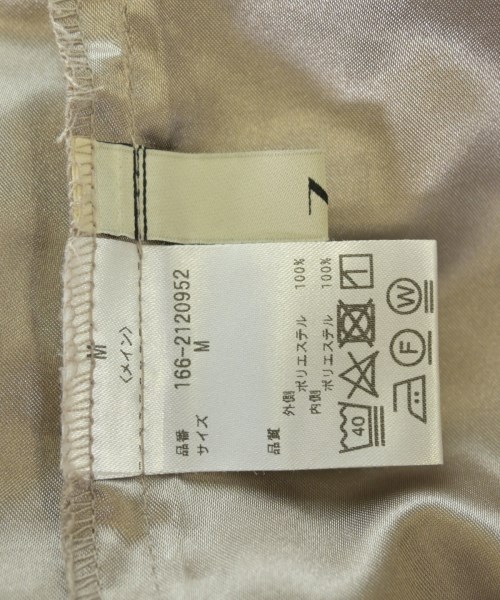 M
〈メイン〉
品番 166-2120952
サイズ M
品質 外側 ポリエステル 100%
内側 ポリエステル 100%
40
F
W
7